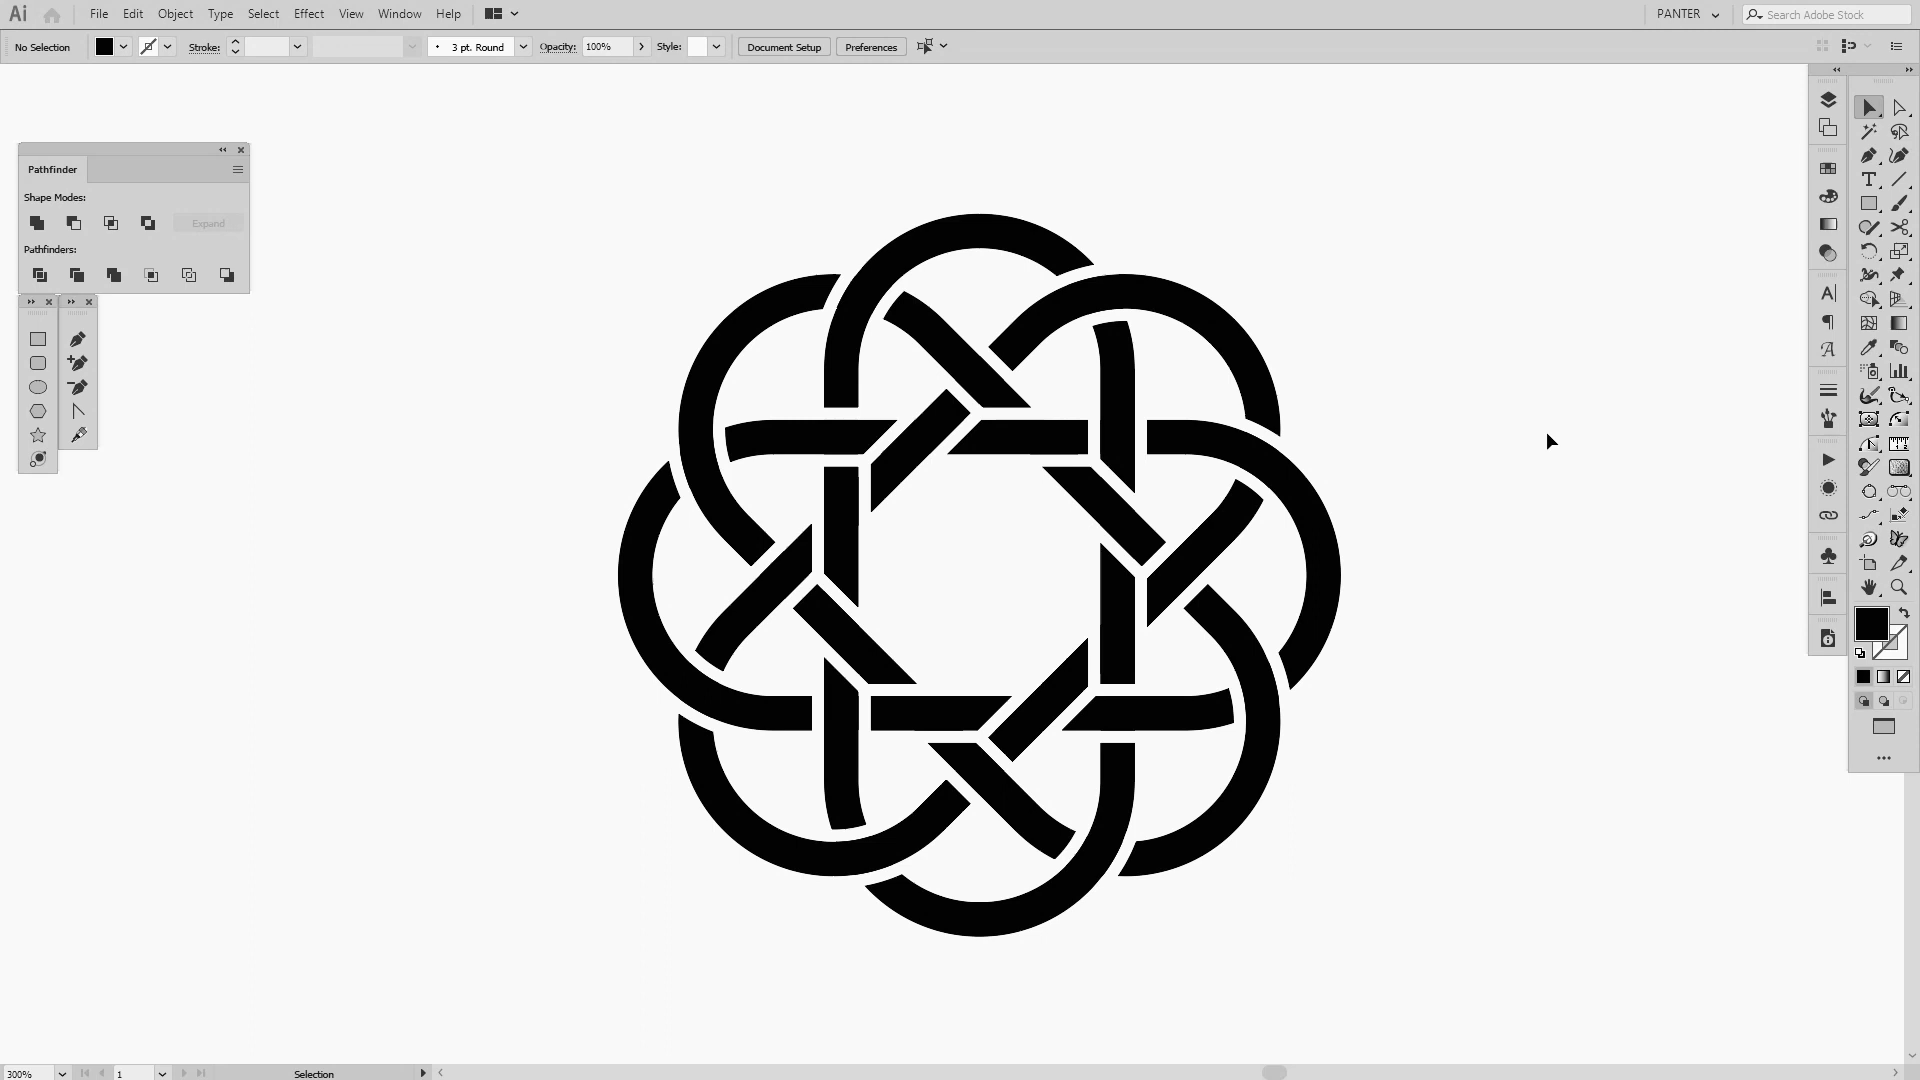 Ai File Edit Object Type Select Effect View Window Help PANTER Search Adobe Stock
No Selection Stroke: 3 pt. Round Opacity: 100% Style: Document Setup Preferences
Pathfinder
Shape Modes:
Expand
Pathfinders:
300% 1 Selection